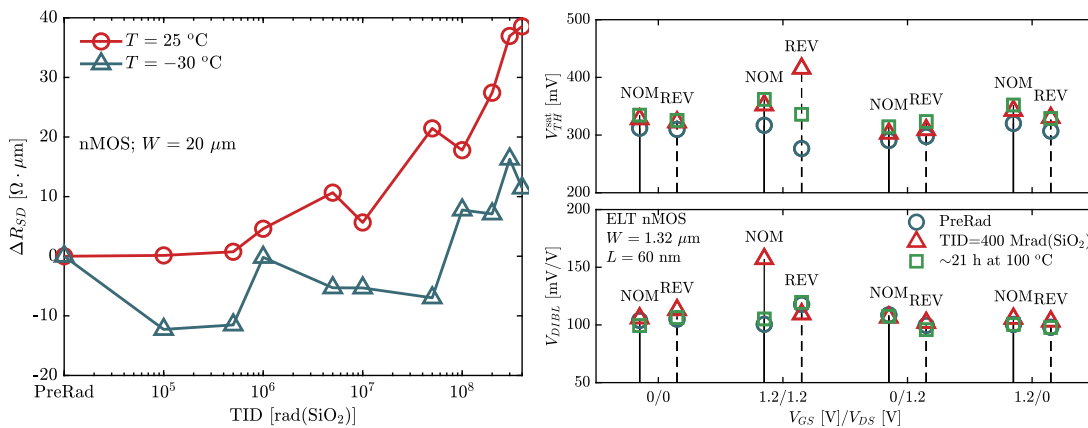 40
30
20
10
0
-10
-20
ΔR_SD [Ω · μm]
T = 25 °C
T = −30 °C
nMOS; W = 20 μm
PreRad
10^5
10^6
10^7
10^8
TID [rad(SiO₂)]
500
400
300
200
V_TH^sat [mV]
NOM
REV
NOM
REV
NOM
REV
NOM
REV
200
150
100
50
V_DIBL [mV/V]
ELT nMOS
W = 1.32 μm
L = 60 nm
PreRad
TID=400 Mrad(SiO₂)
~21 h at 100 °C
NOM
REV
NOM
REV
NOM
REV
NOM
REV
0/0
1.2/1.2
0/1.2
1.2/0
V_GS [V]/V_DS [V]